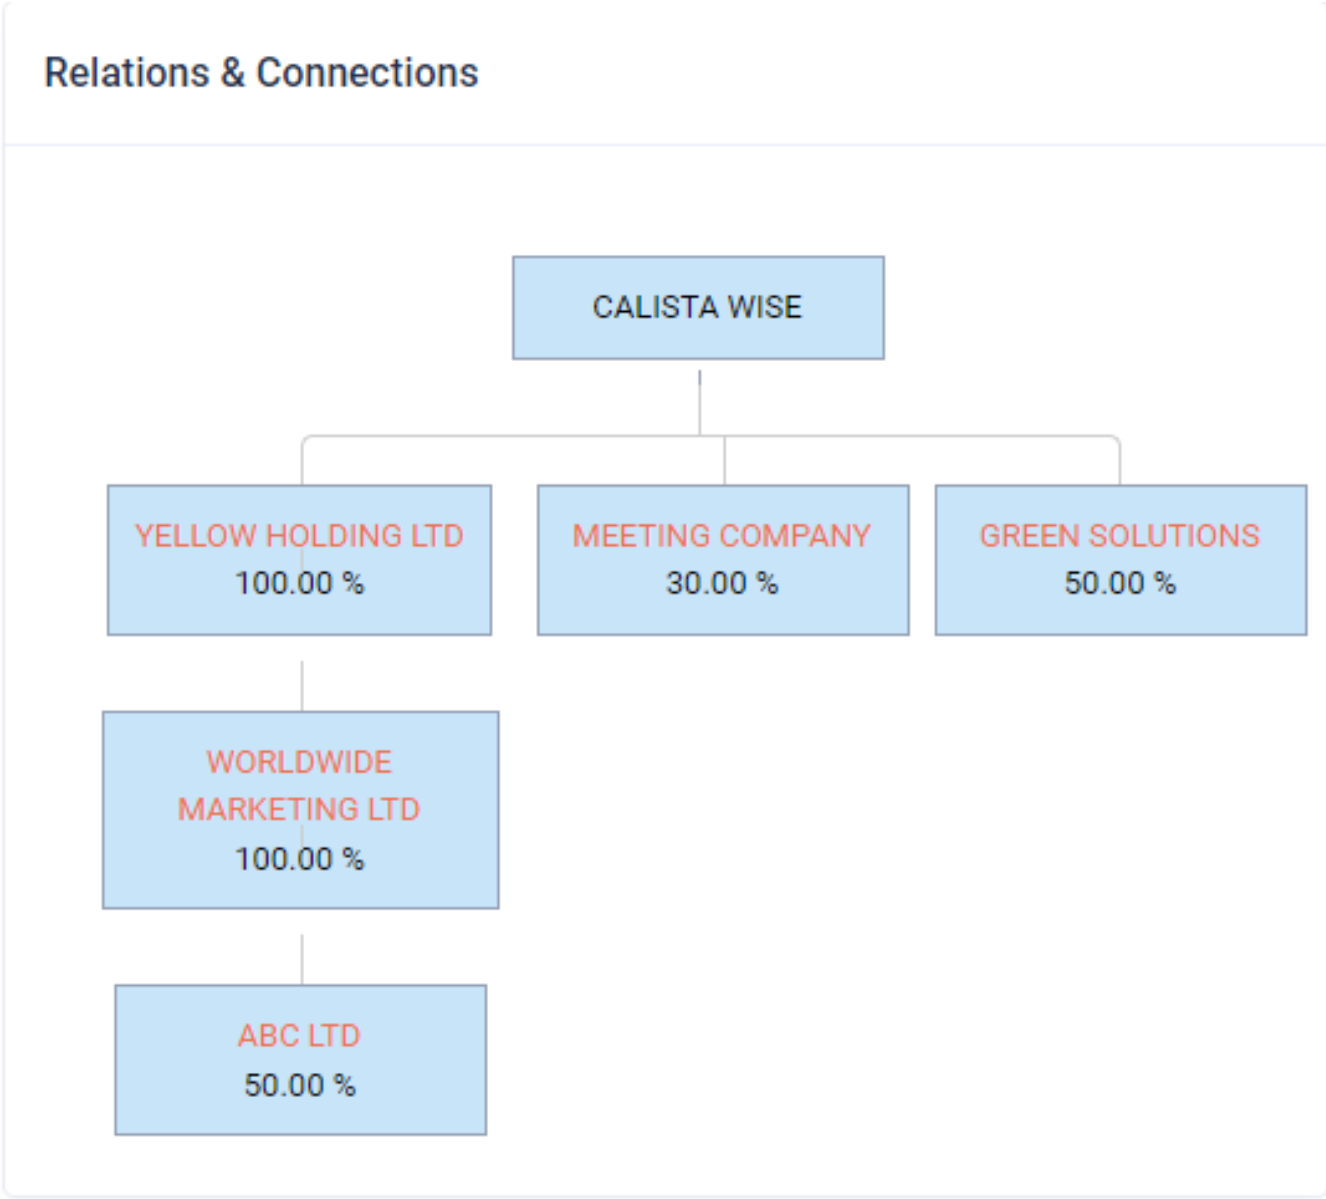 Relations & Connections
CALISTA WISE
YELLOW HOLDING LTD
100.00 %
MEETING COMPANY
30.00 %
GREEN SOLUTIONS
50.00 %
WORLDWIDE
MARKETING LTD
100.00 %
ABC LTD
50.00 %